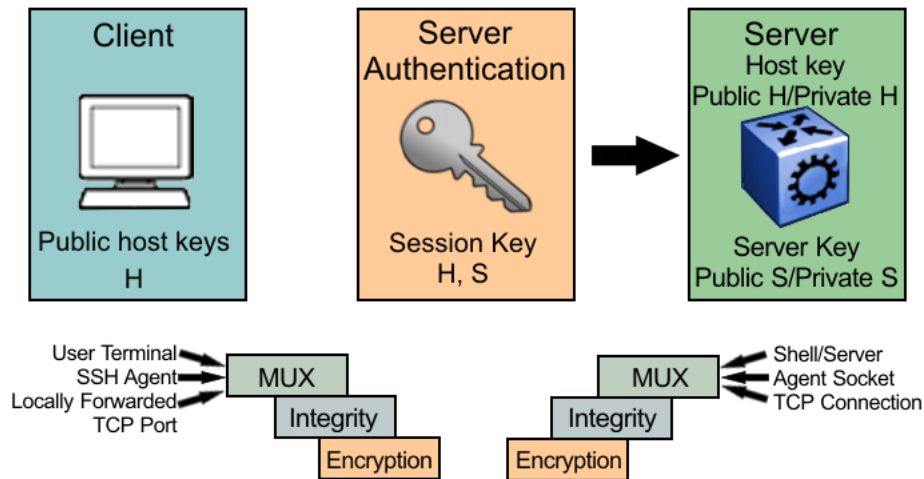 Client
Public host keys
H
Server
Authentication
Session Key
H, S
Server
Host key
Public H/Private H
Server Key
Public S/Private S
User Terminal
SSH Agent
Locally Forwarded
TCP Port
MUX
Integrity
Encryption
MUX
Integrity
Encryption
Shell/Server
Agent Socket
TCP Connection